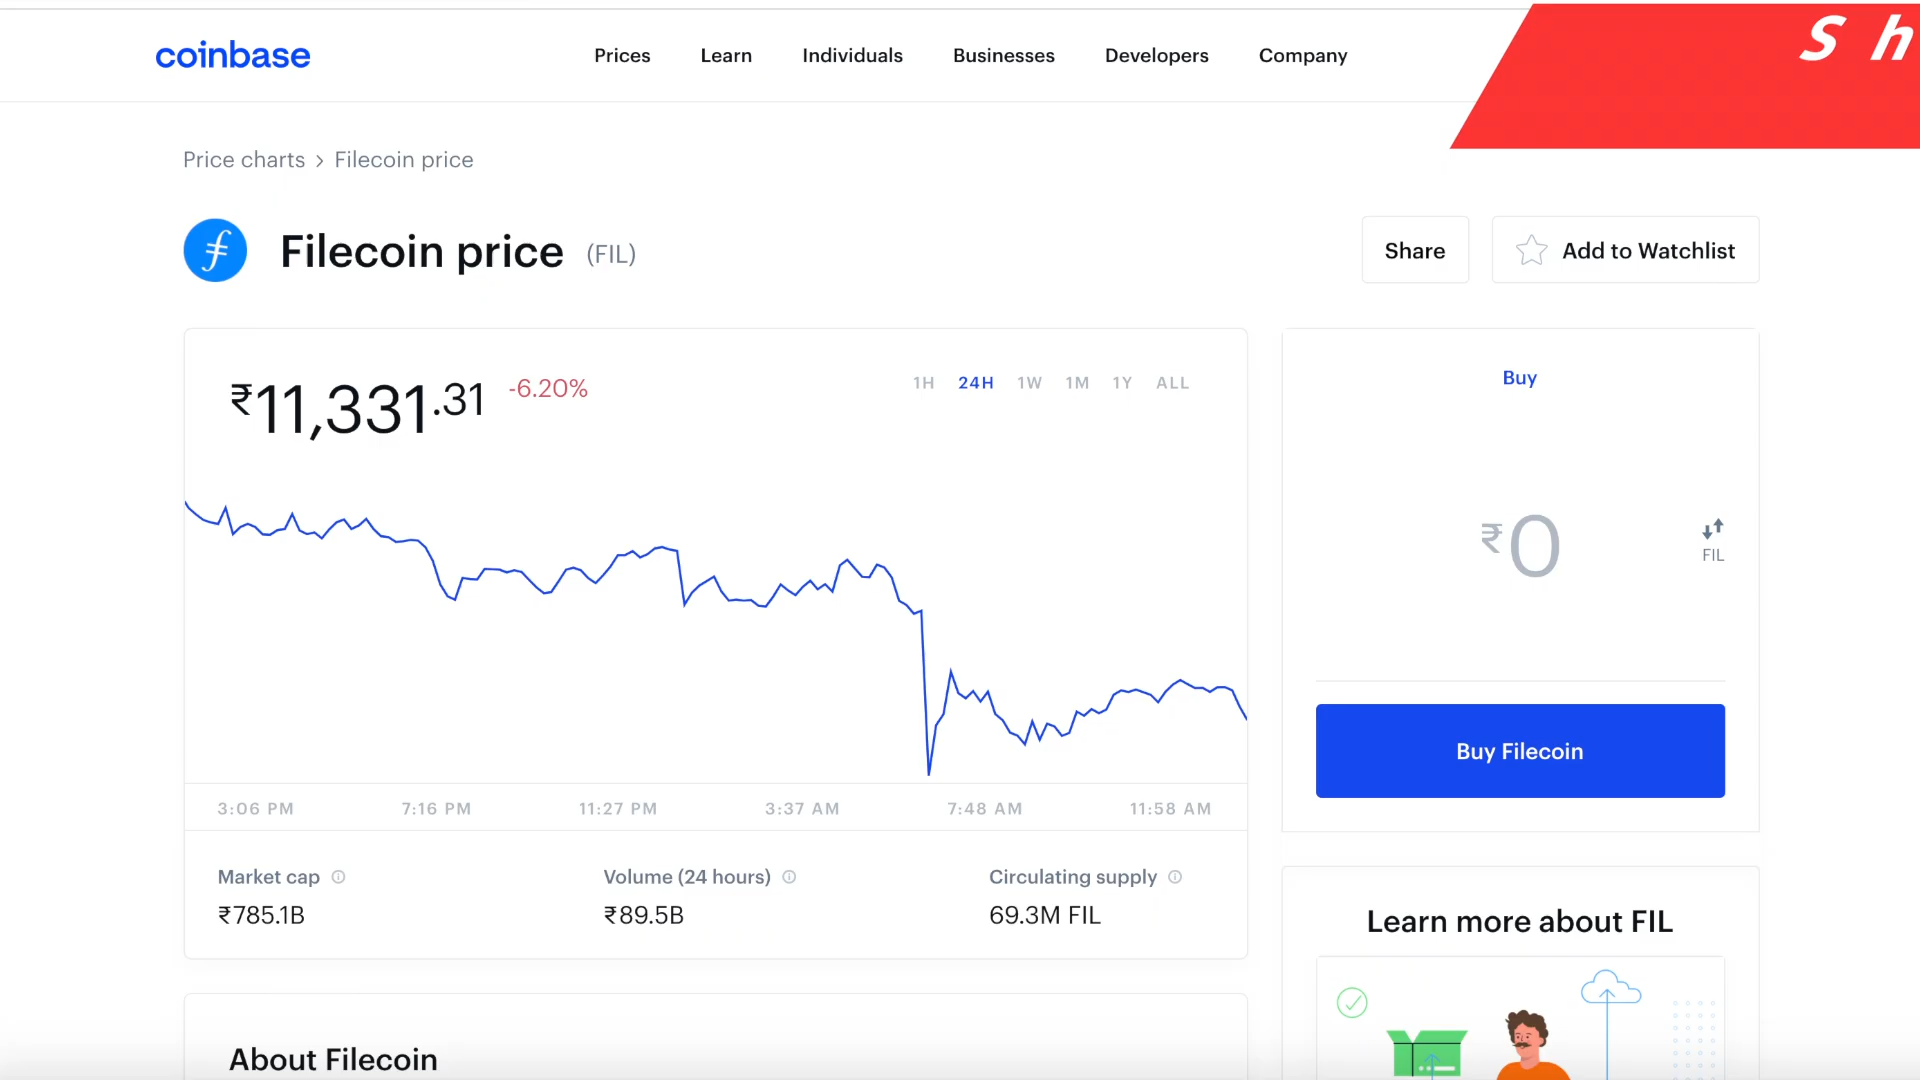 coinbase
Prices Learn Individuals Businesses Developers Company
S h
Price charts > Filecoin price
Filecoin price (FIL)
Share
Add to Watchlist
₹11,331.31 -6.20%
1H 24H 1W 1M 1Y ALL
Buy
₹0
FIL
Buy Filecoin
3:06 PM 7:16 PM 11:27 PM 3:37 AM 7:48 AM 11:58 AM
Market cap Volume (24 hours) Circulating supply
₹785.1B ₹89.5B 69.3M FIL
Learn more about FIL
About Filecoin